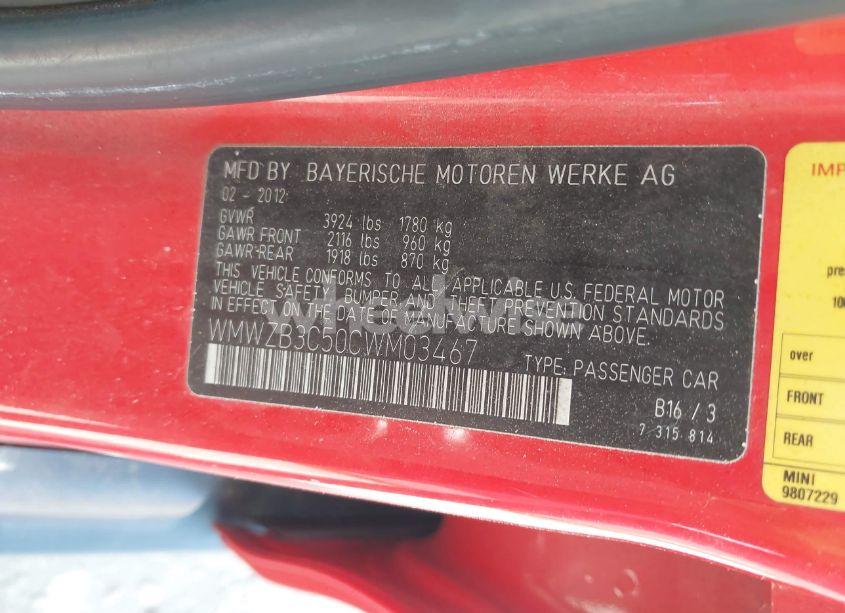 MFD BY BAYERISCHE MOTOREN WERKE AG
02 - 2012
GVWR 3924 lbs 1780 kg
GAWR FRONT 2116 lbs 960 kg
GAWR-REAR 1918 lbs 870 kg
THIS VEHICLE CONFORMS TO ALL APPLICABLE U.S. FEDERAL MOTOR
VEHICLE SAFETY, BUMPER AND THEFT PREVENTION STANDARDS
IN EFFECT ON THE DATE OF MANUFACTURE SHOWN ABOVE.
WMWZB3C50CWM03467 TYPE: PASSENGER CAR
B16 / 3
7 315 814
wheelwise
IMP
pre
10
over
FRONT
REAR
MINI
9807229